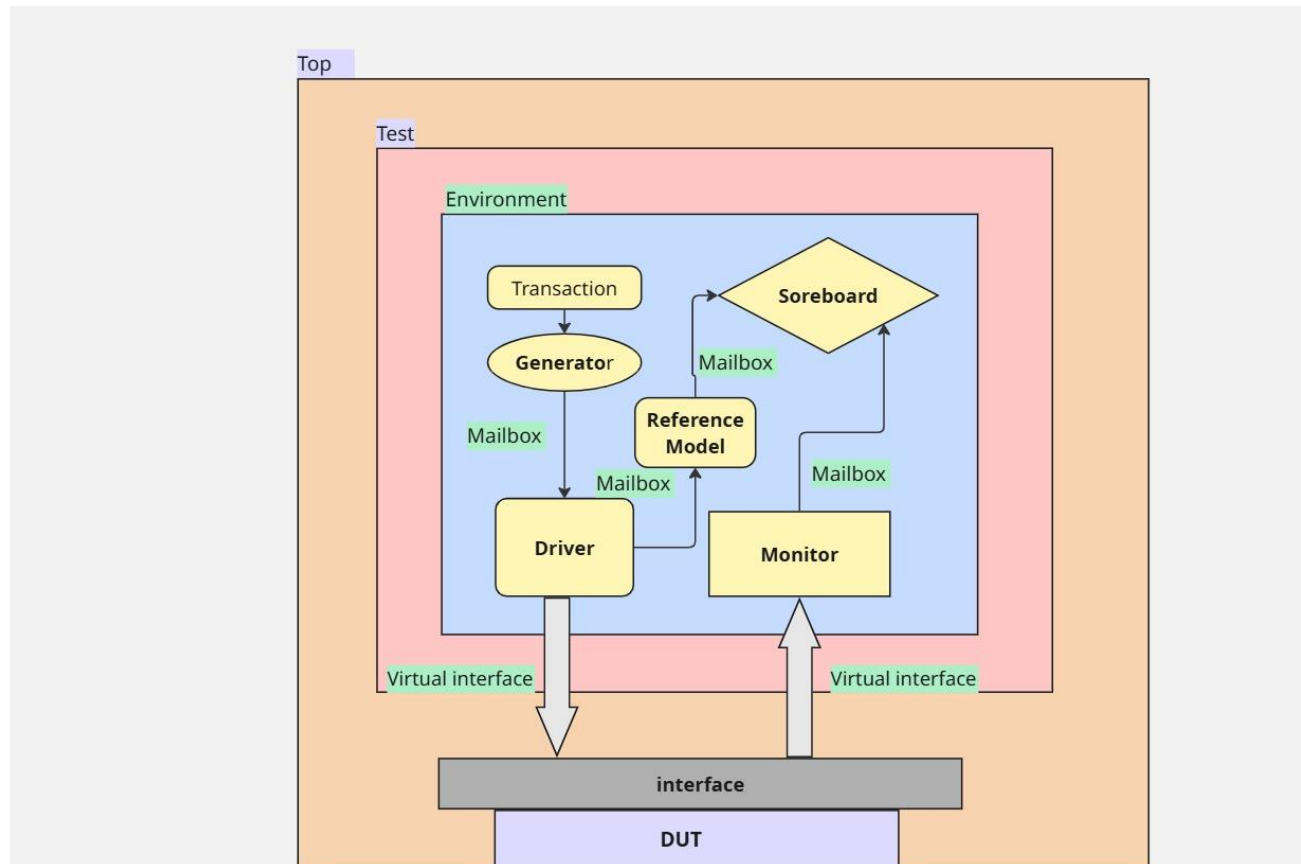 Top
Test
Environment
Transaction
Soreboard
Generator
Mailbox
Reference
Model
Mailbox
Mailbox
Mailbox
Driver
Monitor
Virtual interface
Virtual interface
interface
DUT